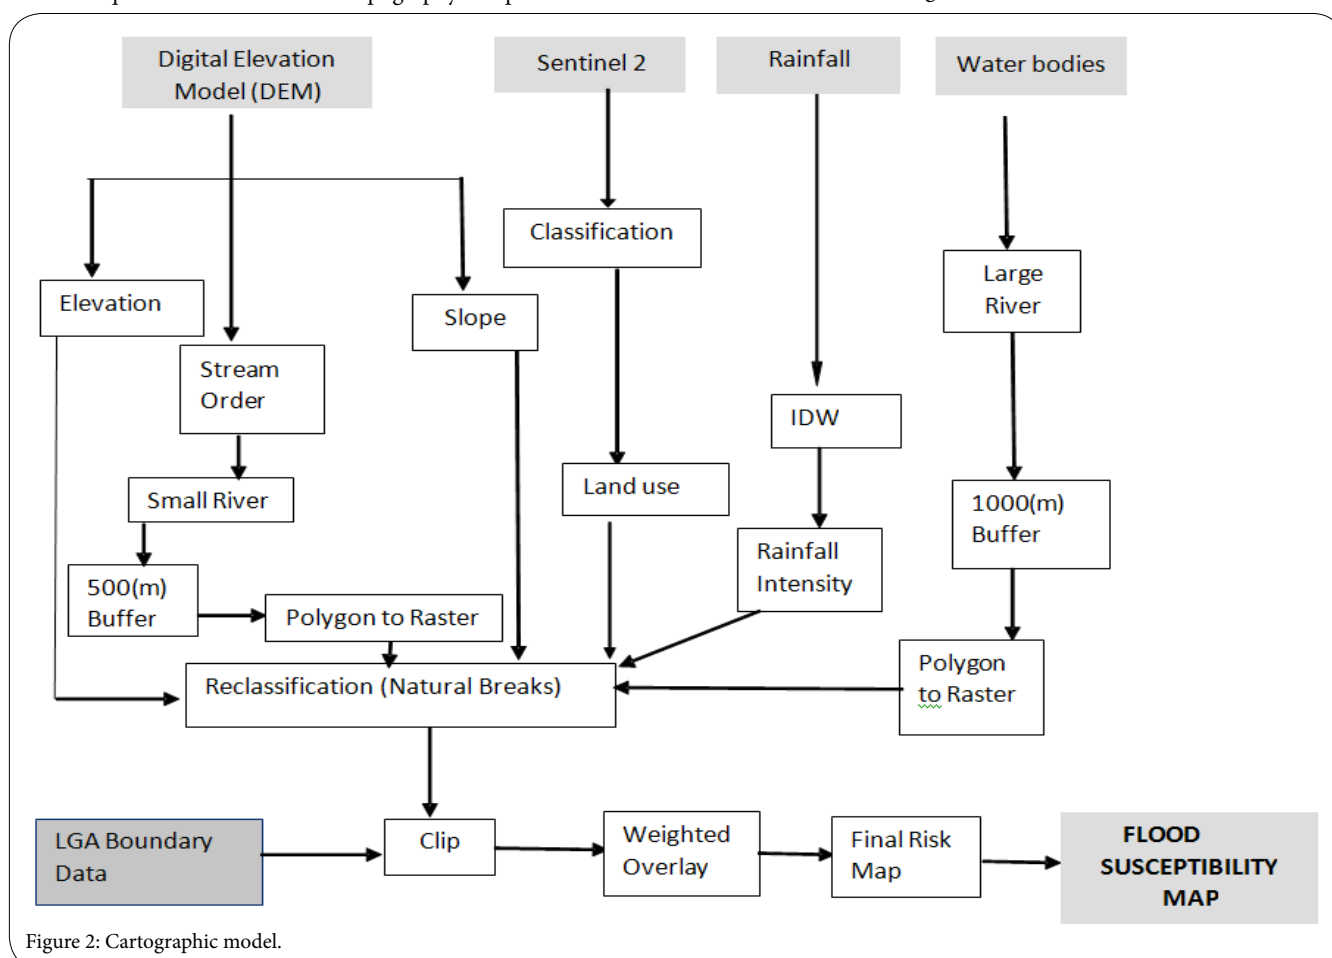 Digital Elevation
Model (DEM)
Sentinel 2
Rainfall
Water bodies
Classification
Elevation
Slope
Large
River
Stream
Order
IDW
Small River
Land use
1000(m)
Buffer
Rainfall
Intensity
500(m)
Buffer
Polygon to Raster
Reclassification (Natural Breaks)
Polygon
to Raster
LGA Boundary
Data
Clip
Weighted
Overlay
Final Risk
Map
FLOOD
SUSCEPTIBILITY
MAP
Figure 2: Cartographic model.